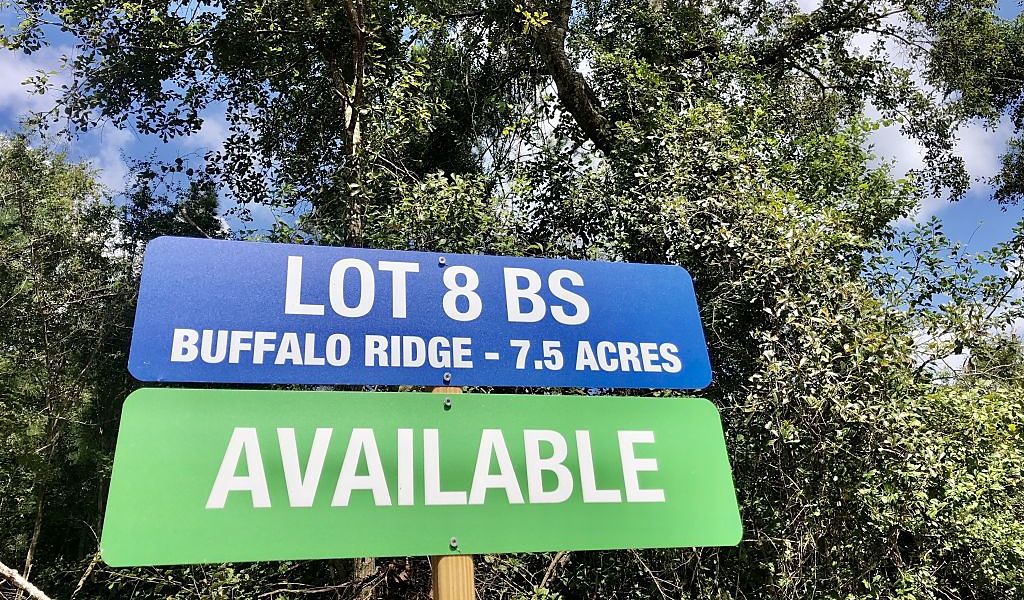 LOT 8 BS
BUFFALO RIDGE - 7.5 ACRES
AVAILABLE